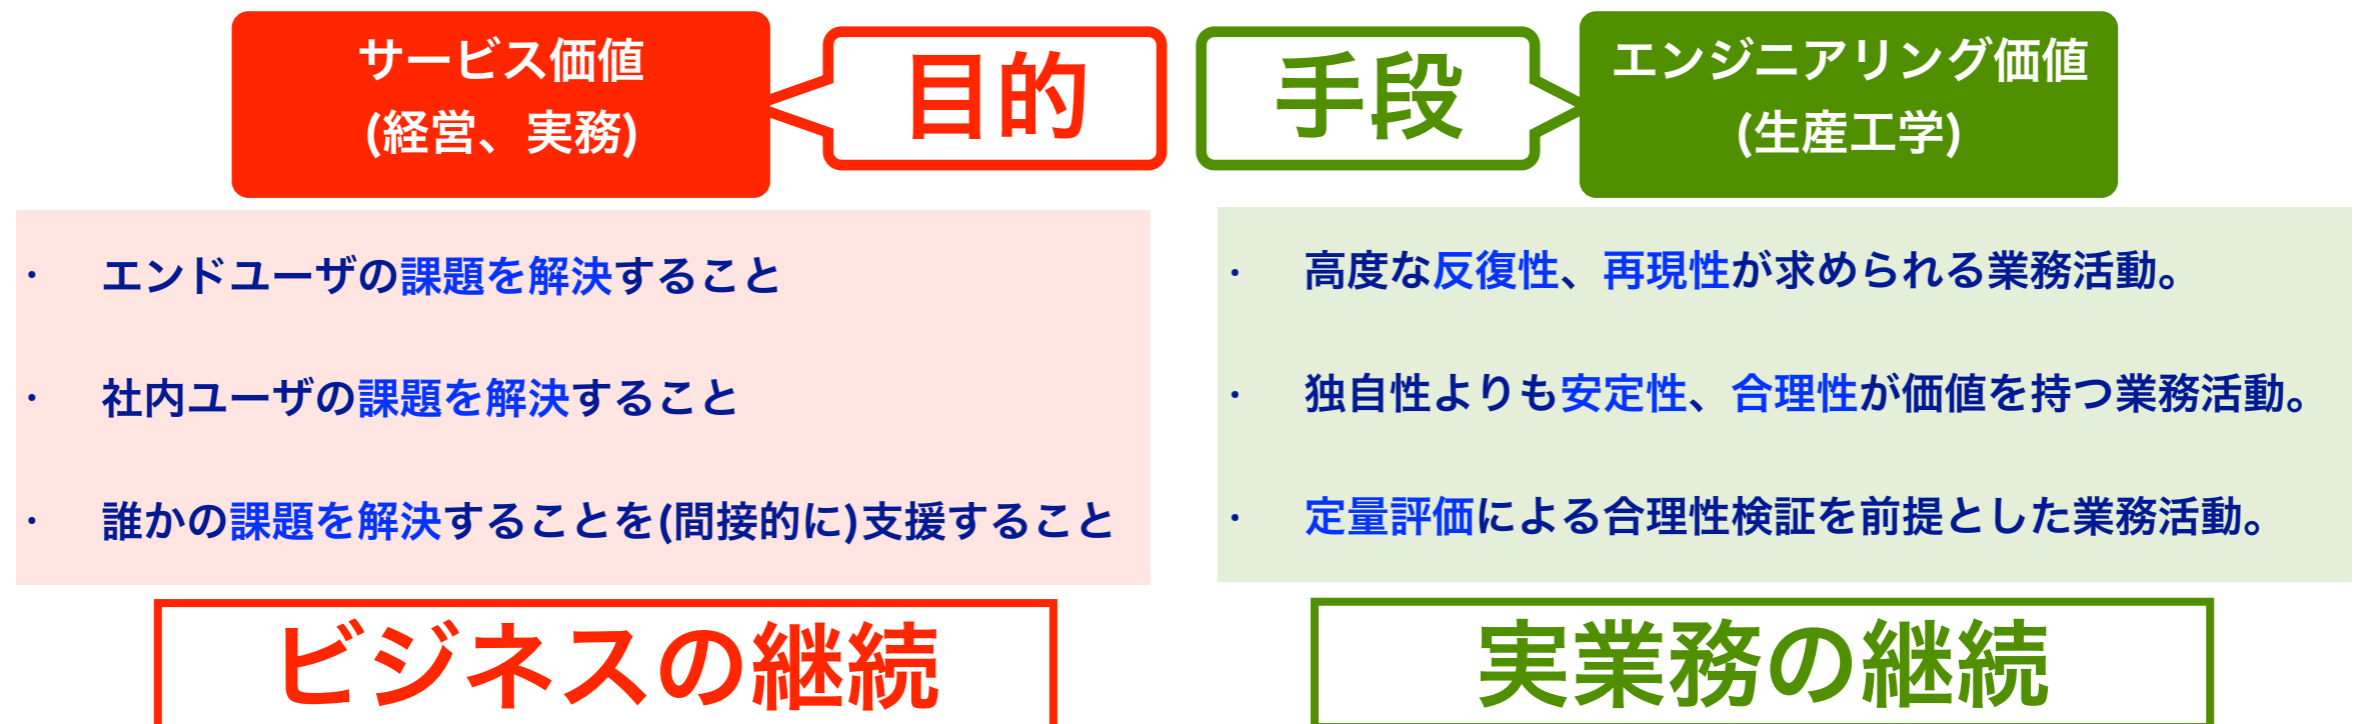 サービス価値
(経営、実務)
目的
手段
エンジニアリング価値
(生産工学)
・ エンドユーザの課題を解決すること
・ 社内ユーザの課題を解決すること
・ 誰かの課題を解決することを(間接的に)支援すること
・ 高度な反復性、再現性が求められる業務活動。
・ 独自性よりも安定性、合理性が価値を持つ業務活動。
・ 定量評価による合理性検証を前提とした業務活動。
ビジネスの継続
実業務の継続